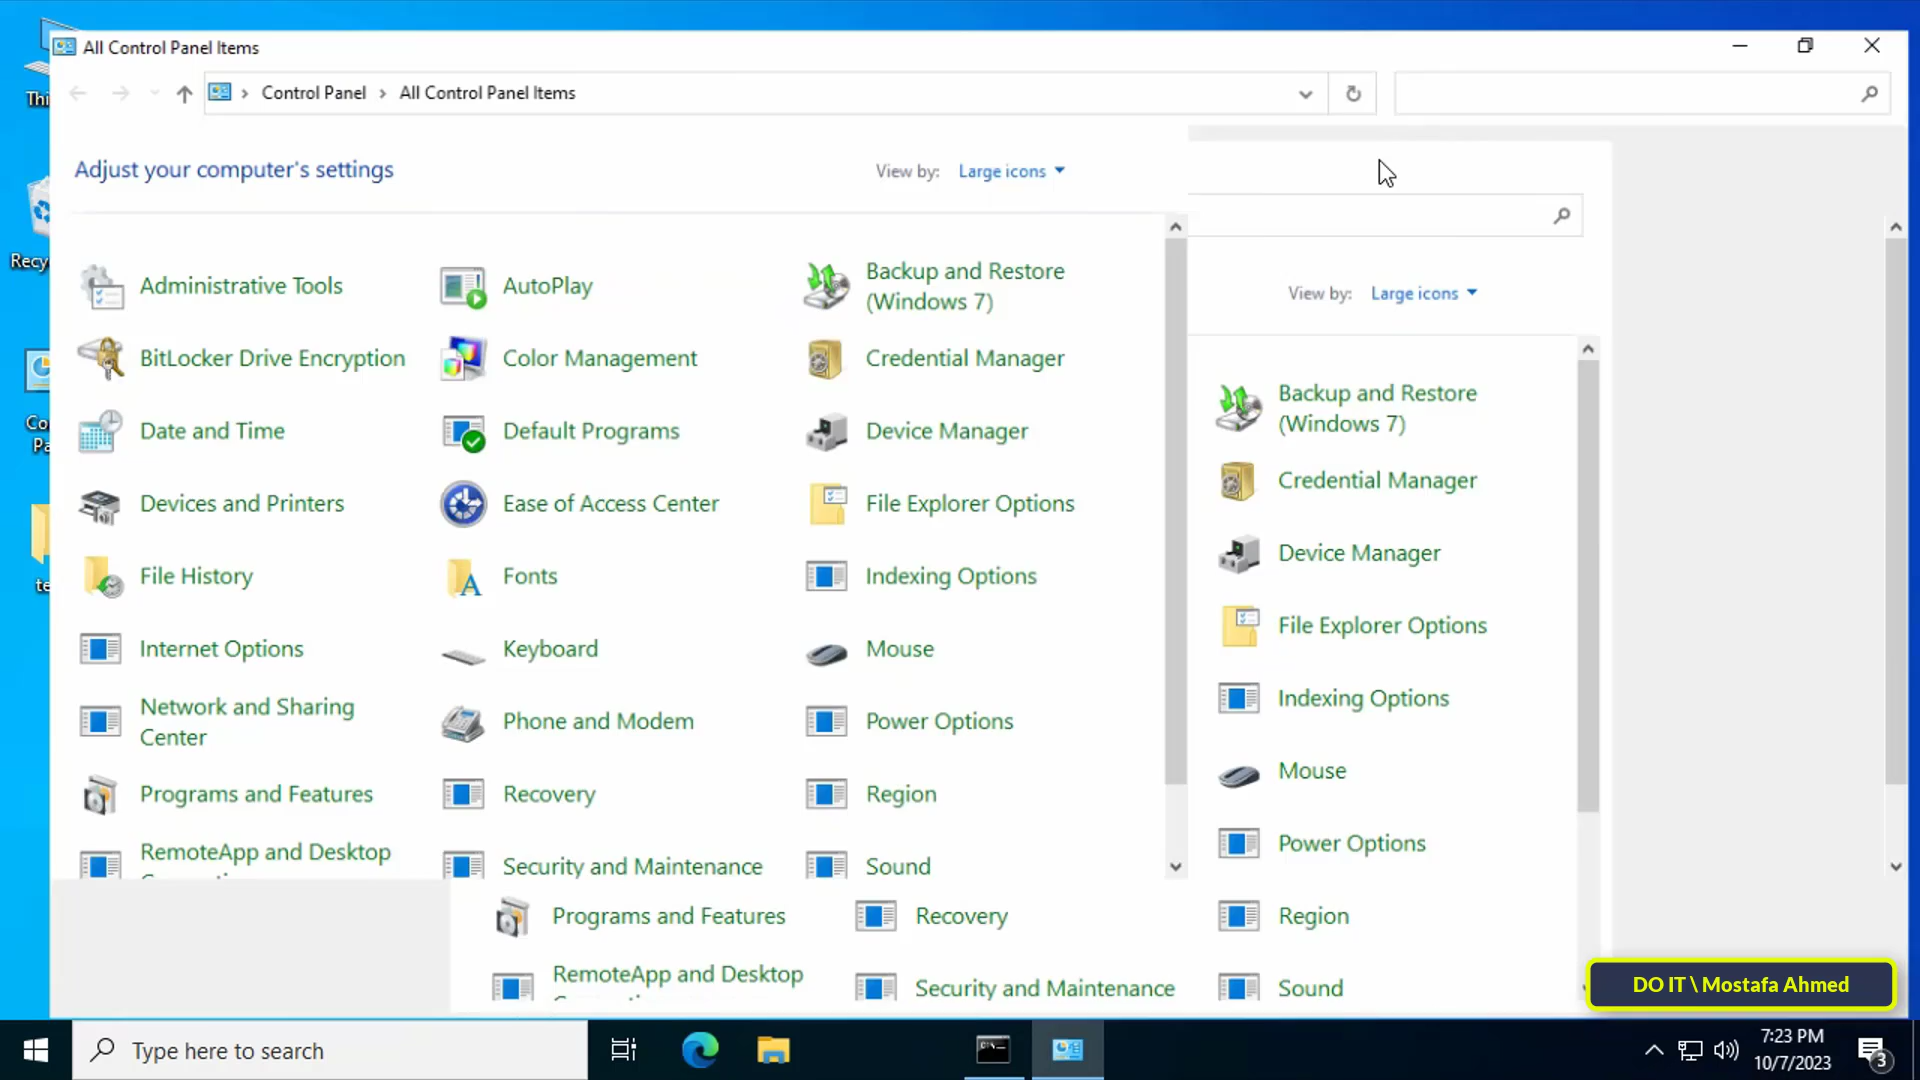 All Control Panel Items
Control Panel
All Control Panel Items
Adjust your computer's settings
View by:
Large icons
Administrative Tools
AutoPlay
Backup and Restore
(Windows 7)
BitLocker Drive Encryption
Color Management
Credential Manager
Date and Time
Default Programs
Device Manager
Devices and Printers
Ease of Access Center
File Explorer Options
File History
Fonts
Indexing Options
Internet Options
Keyboard
Mouse
Network and Sharing
Center
Phone and Modem
Power Options
Programs and Features
Recovery
Region
RemoteApp and Desktop
Security and Maintenance
Sound
View by:
Large icons
Backup and Restore
(Windows 7)
Credential Manager
Device Manager
File Explorer Options
Indexing Options
Mouse
Power Options
Programs and Features
Recovery
Region
RemoteApp and Desktop
Security and Maintenance
Sound
Thi
Recy
Co
Pa
te
DO IT \ Mostafa Ahmed
Type here to search
7:23 PM
10/7/2023
3